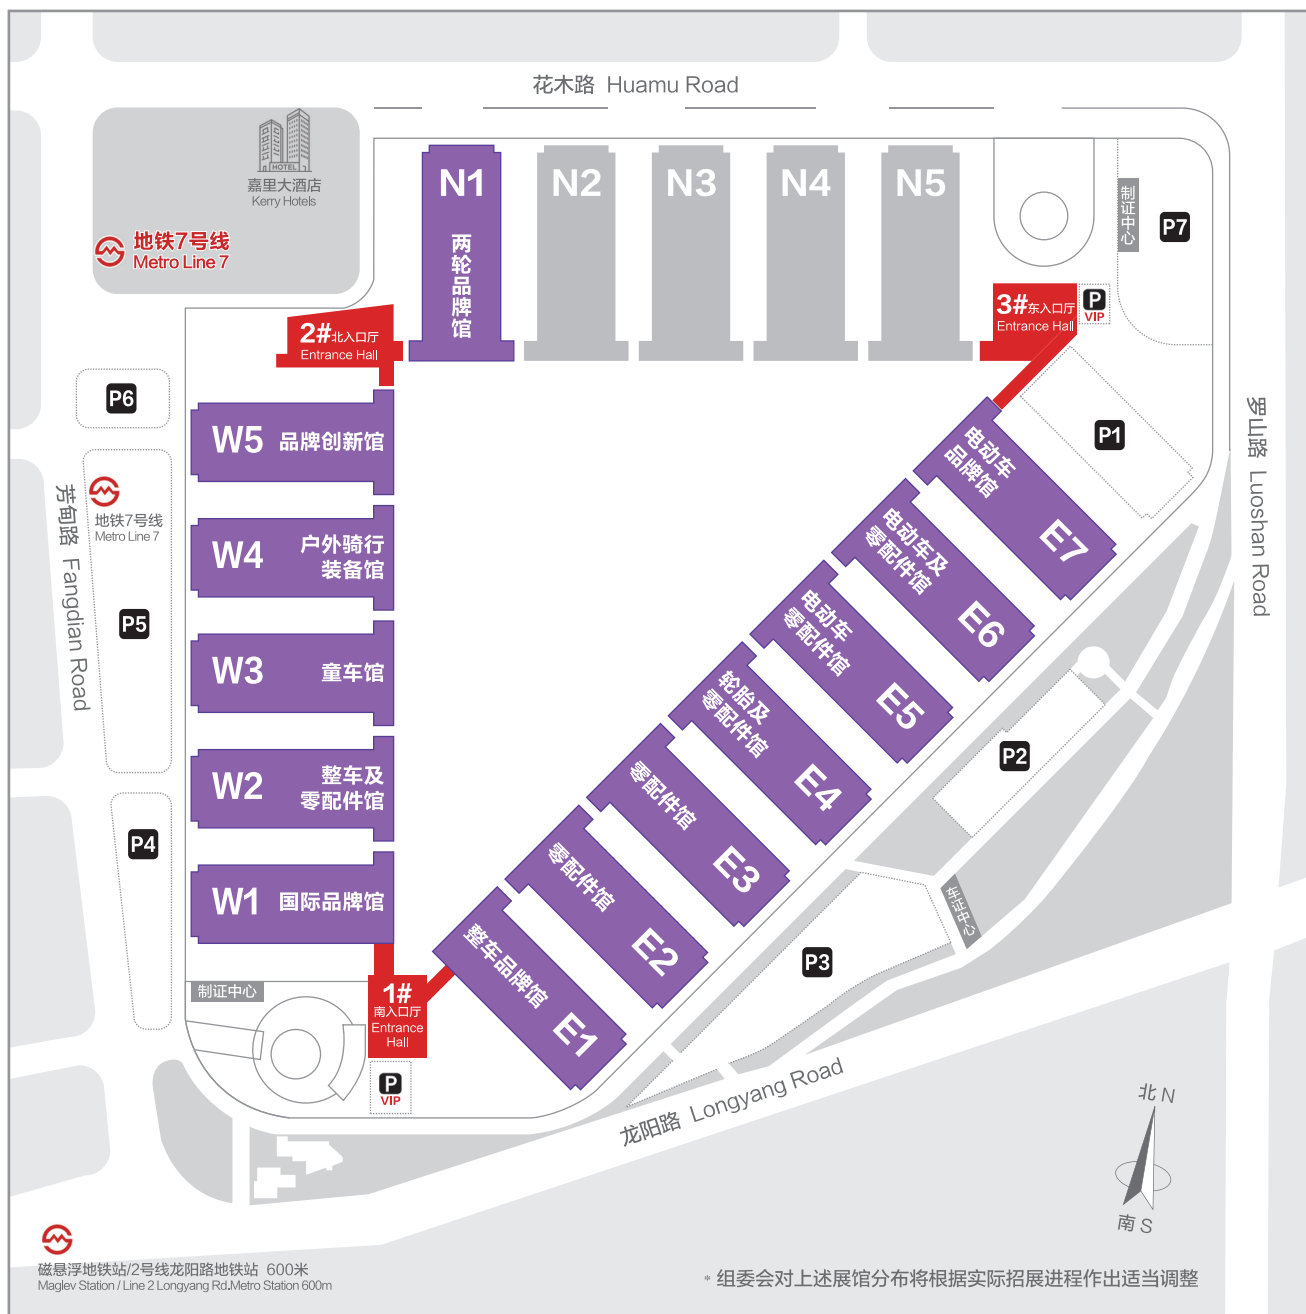 花木路 Huamu Road
HOTEL
嘉里大酒店
Kerry Hotels
地铁7号线
Metro Line 7
N1
两轮品牌馆
N2
N3
N4
N5
制证中心
P7
2#北入口厅
Entrance Hall
3#东入口厅
Entrance Hall
P
VIP
P6
W5 品牌创新馆
P1
罗山路 Luoshan Road
电动车
品牌馆
E7
地铁7号线
Metro Line 7
芳甸路 Fangdian Road
W4
户外骑行
装备馆
电动车及
零配件馆
E6
P5
电动车
零配件馆
E5
W3 童车馆
轮胎及
零配件馆
E4
P2
W2
整车及
零配件馆
零配件馆
E3
P4
W1 国际品牌馆
零配件馆
E2
车证中心
P3
整车品牌馆
E1
制证中心
1#
南入口厅
Entrance
Hall
P
VIP
龙阳路 Longyang Road
北 N
南 S
磁悬浮地铁站/2号线龙阳路地铁站 600米
Maglev Station / Line 2 Longyang Rd.Metro Station 600m
* 组委会对上述展馆分布将根据实际招展进程作出适当调整